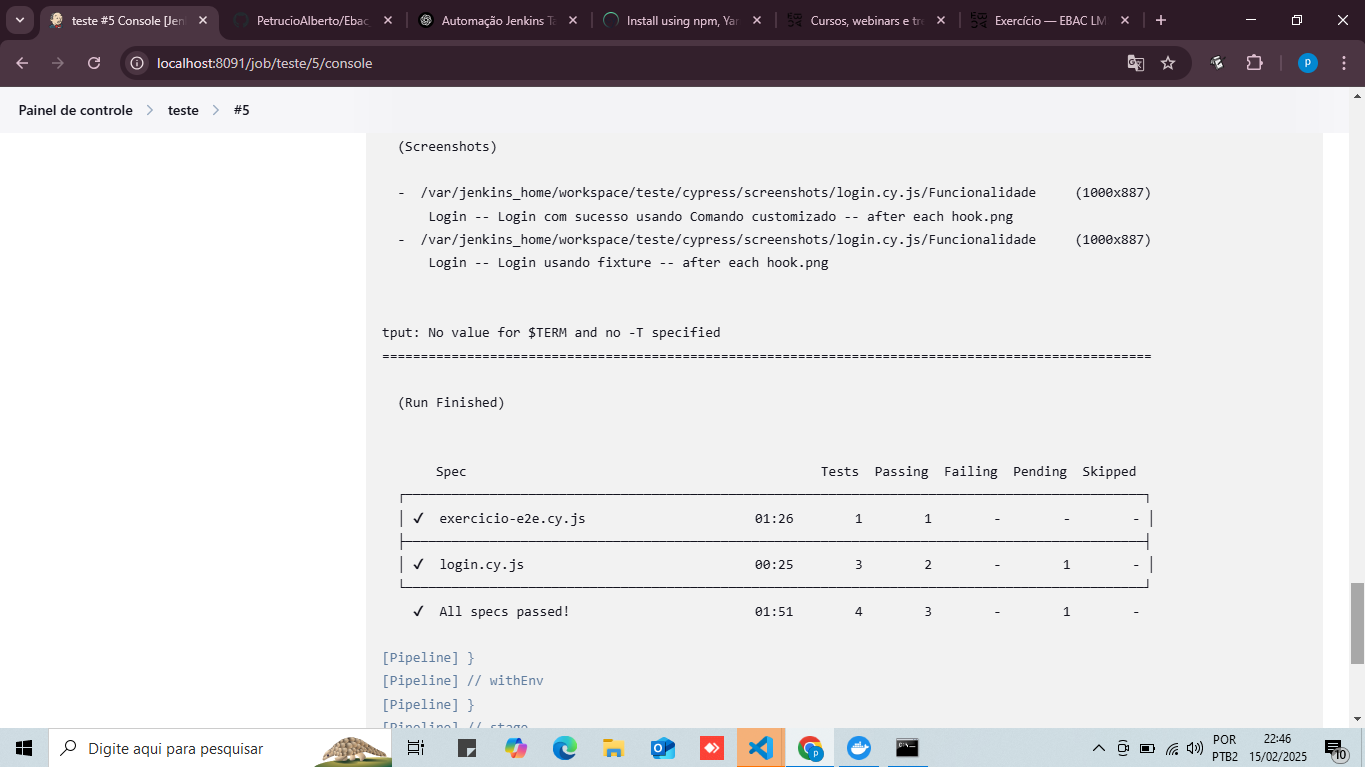 teste #5 Console [Jen
PetrucioAlberto/Ebac_
Automação Jenkins Te
Install using npm, Yar
Cursos, webinars e tre
Exercício — EBAC LM
localhost:8091/job/teste/5/console
p
Painel de controle > teste > #5
(Screenshots)
- /var/jenkins_home/workspace/teste/cypress/screenshots/login.cy.js/Funcionalidade (1000x887)
Login -- Login com sucesso usando Comando customizado -- after each hook.png
- /var/jenkins_home/workspace/teste/cypress/screenshots/login.cy.js/Funcionalidade (1000x887)
Login -- Login usando fixture -- after each hook.png
tput: No value for $TERM and no -T specified
====================================================================================================
(Run Finished)
Spec Tests Passing Failing Pending Skipped
✔ exercicio-e2e.cy.js 01:26 1 1 - - -
✔ login.cy.js 00:25 3 2 - 1 -
✔ All specs passed! 01:51 4 3 - 1 -
[Pipeline] }
[Pipeline] // withEnv
[Pipeline] }
[Pipeline] // stage
Digite aqui para pesquisar
POR
PTB2
22:46
15/02/2025
10